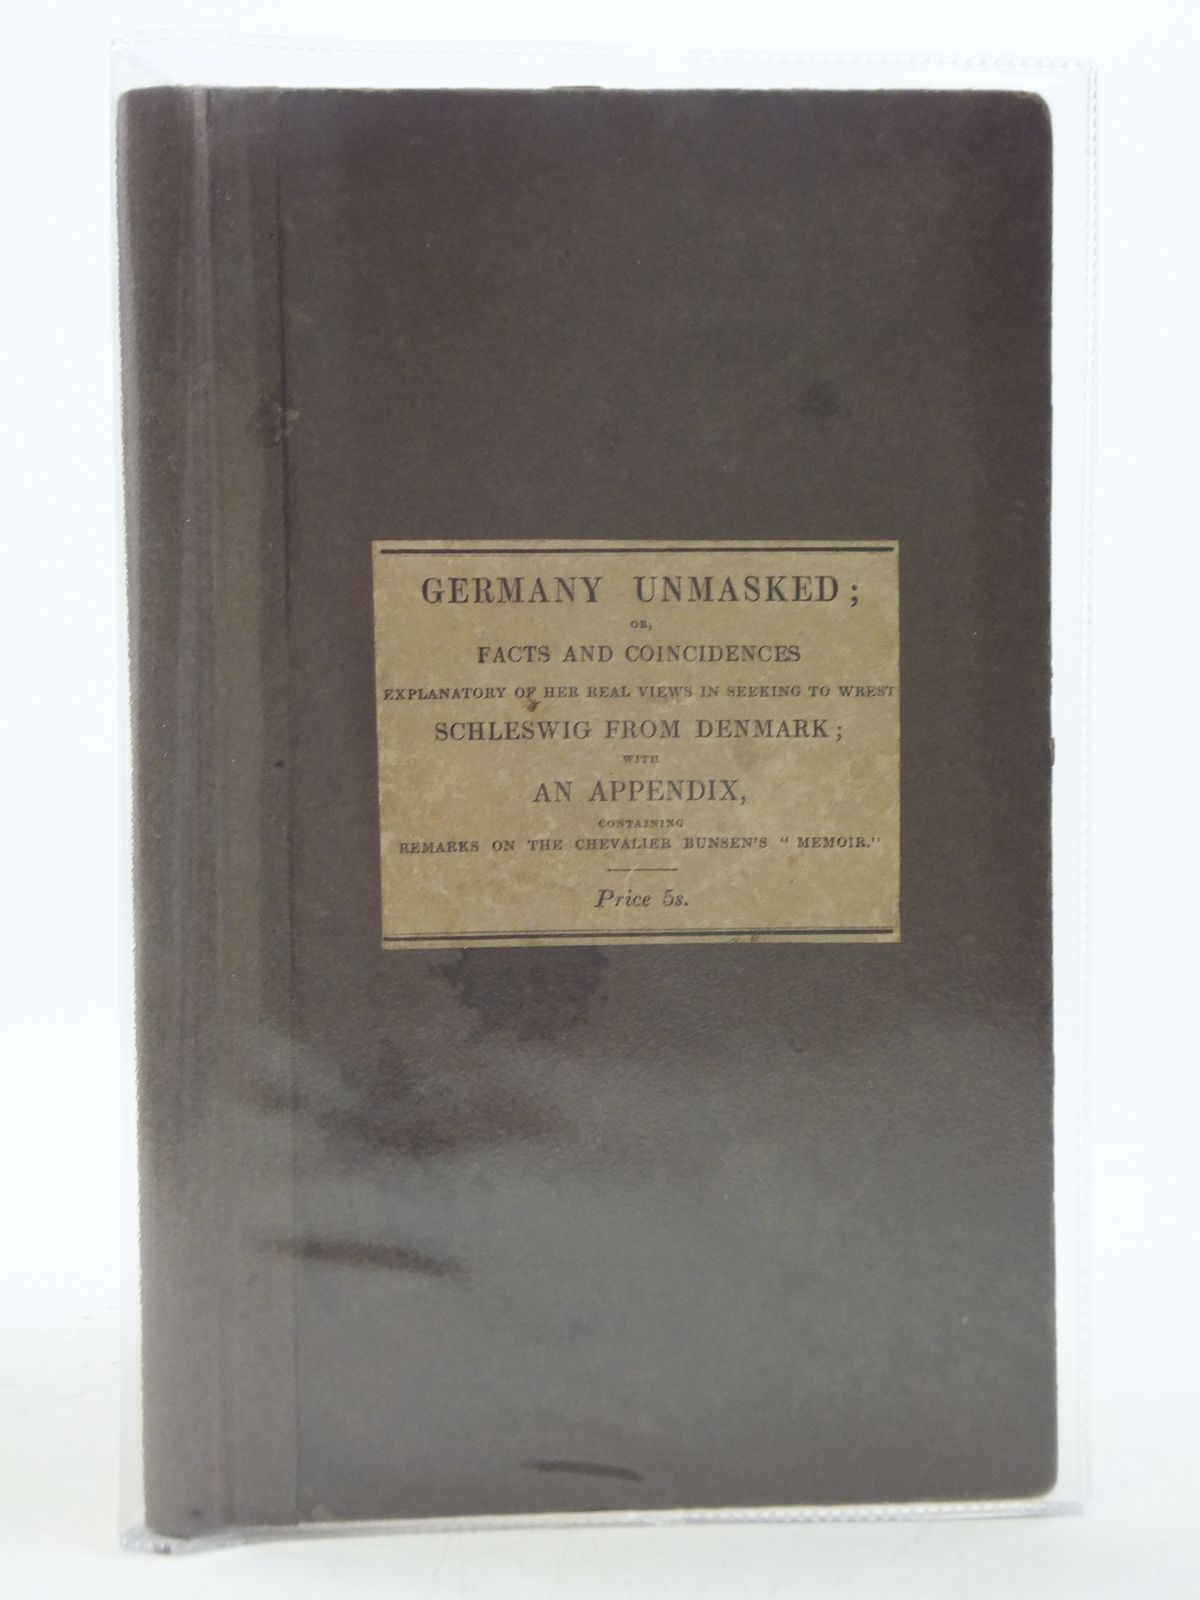 GERMANY UNMASKED;
OR,
FACTS AND COINCIDENCES
EXPLANATORY OF HER REAL VIEWS IN SEEKING TO WREST
SCHLESWIG FROM DENMARK;
WITH
AN APPENDIX,
CONTAINING
REMARKS ON THE CHEVALIER BUNSEN'S "MEMOIR."
Price 5s.